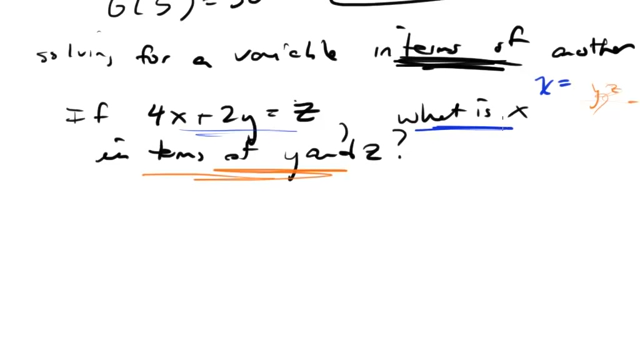 solving for a variable in terms of another
x =
If 4x + 2y = z, what is x
in terms of y and z?